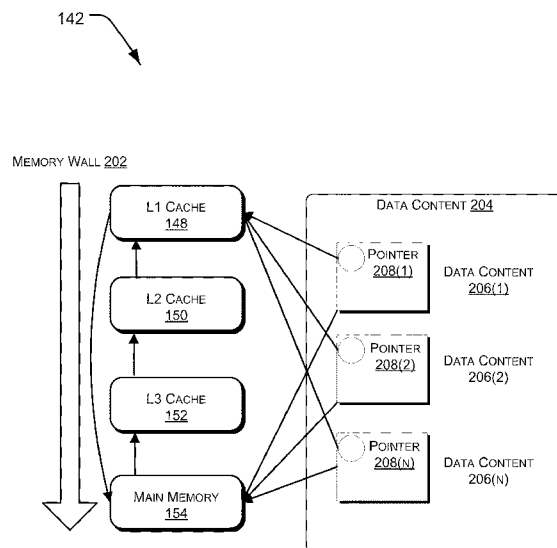 142
MEMORY WALL 202
L1 CACHE
148
L2 CACHE
150
L3 CACHE
152
MAIN MEMORY
154
DATA CONTENT 204
POINTER
208(1)
DATA CONTENT
206(1)
POINTER
208(2)
DATA CONTENT
206(2)
POINTER
208(N)
DATA CONTENT
206(N)